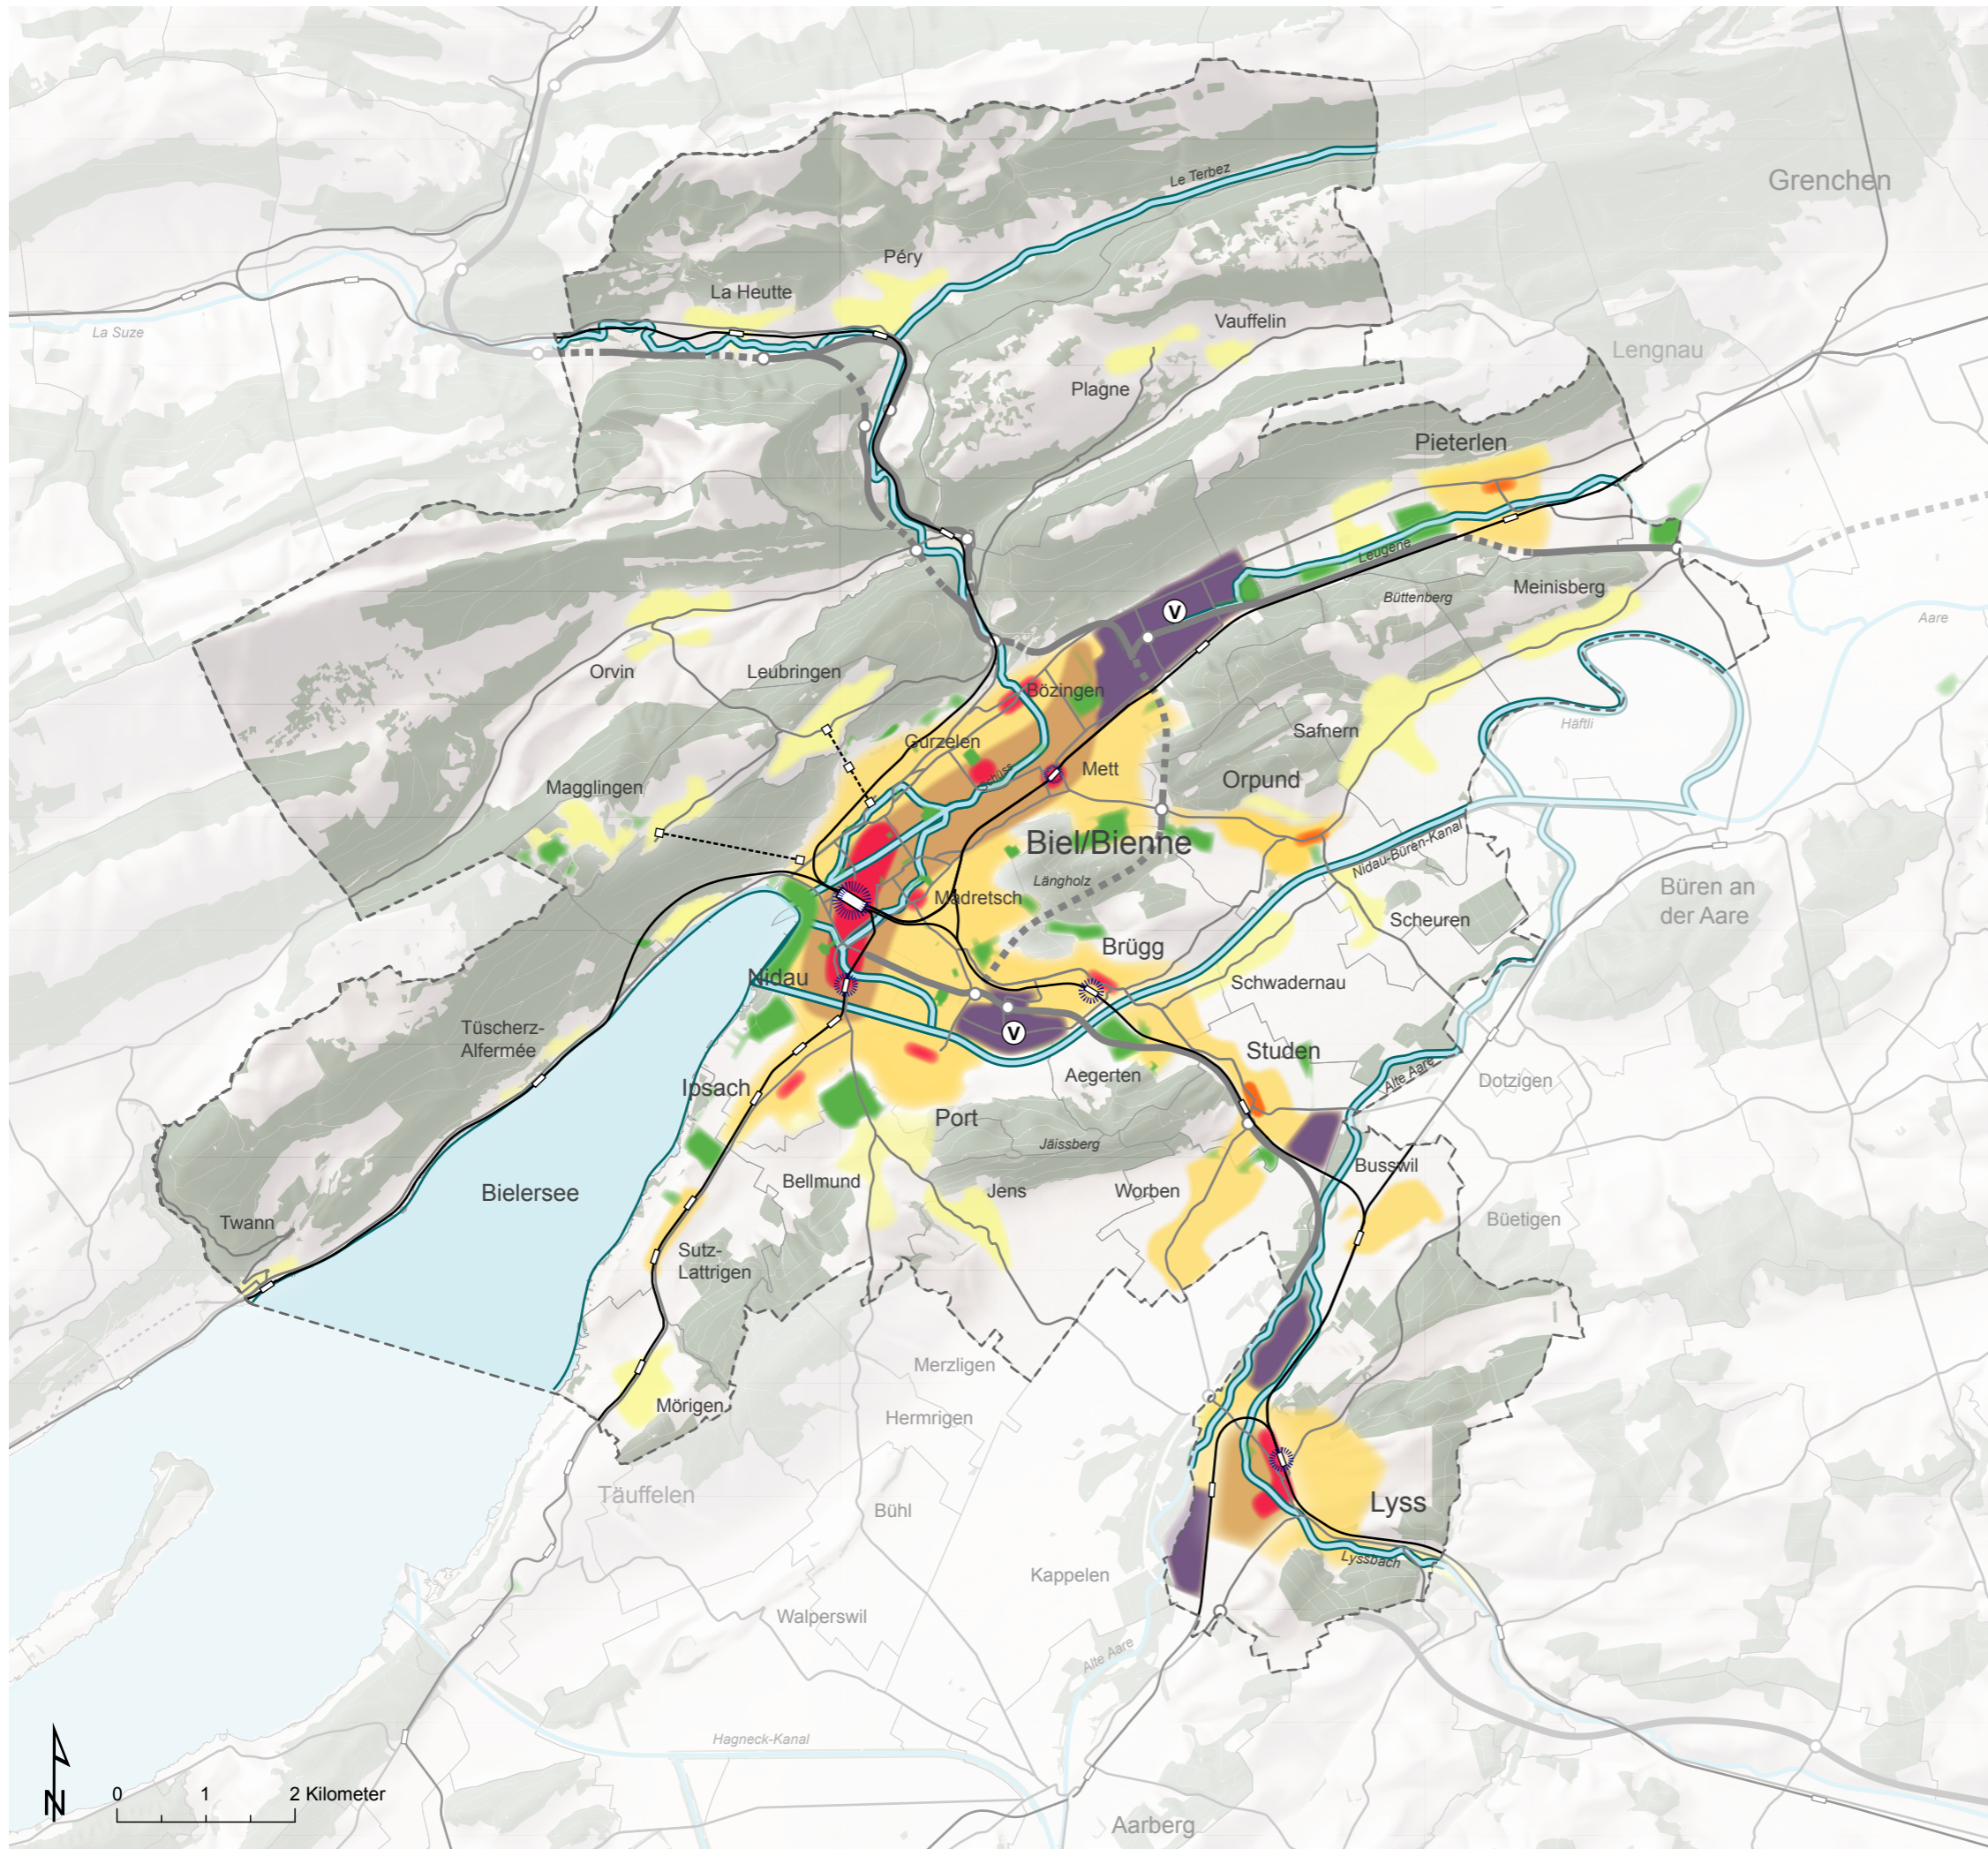 Le Terbez
Grenchen
Péry
La Heutte
La Suze
Vauffelin
Lengnau
Plagne
Pieterlen
Leugene
Meinisberg
Büttenberg
V
Aare
Orvin
Leubringen
Bözingen
Häftli
Safnern
Gurzelen
Schüss
Mett
Orpund
Magglingen
Biel/Bienne
Nidau-Büren-Kanal
Längholz
Madretsch
Büren an
der Aare
Scheuren
Brügg
Nidau
Schwadernau
Tüscherz-
Alfermée
V
Studen
Aegerten
Alte Aare
Dotzigen
Ipsach
Port
Jäissberg
Busswil
Bellmund
Jens
Worben
Bielersee
Twann
Büetigen
Sutz-
Lattrigen
Merzligen
Mörigen
Hermrigen
Täuffelen
Bühl
Lyss
Lyssbach
Kappelen
Walperswil
Alte Aare
Hagneck-Kanal
N
0 1 2 Kilometer
Aarberg